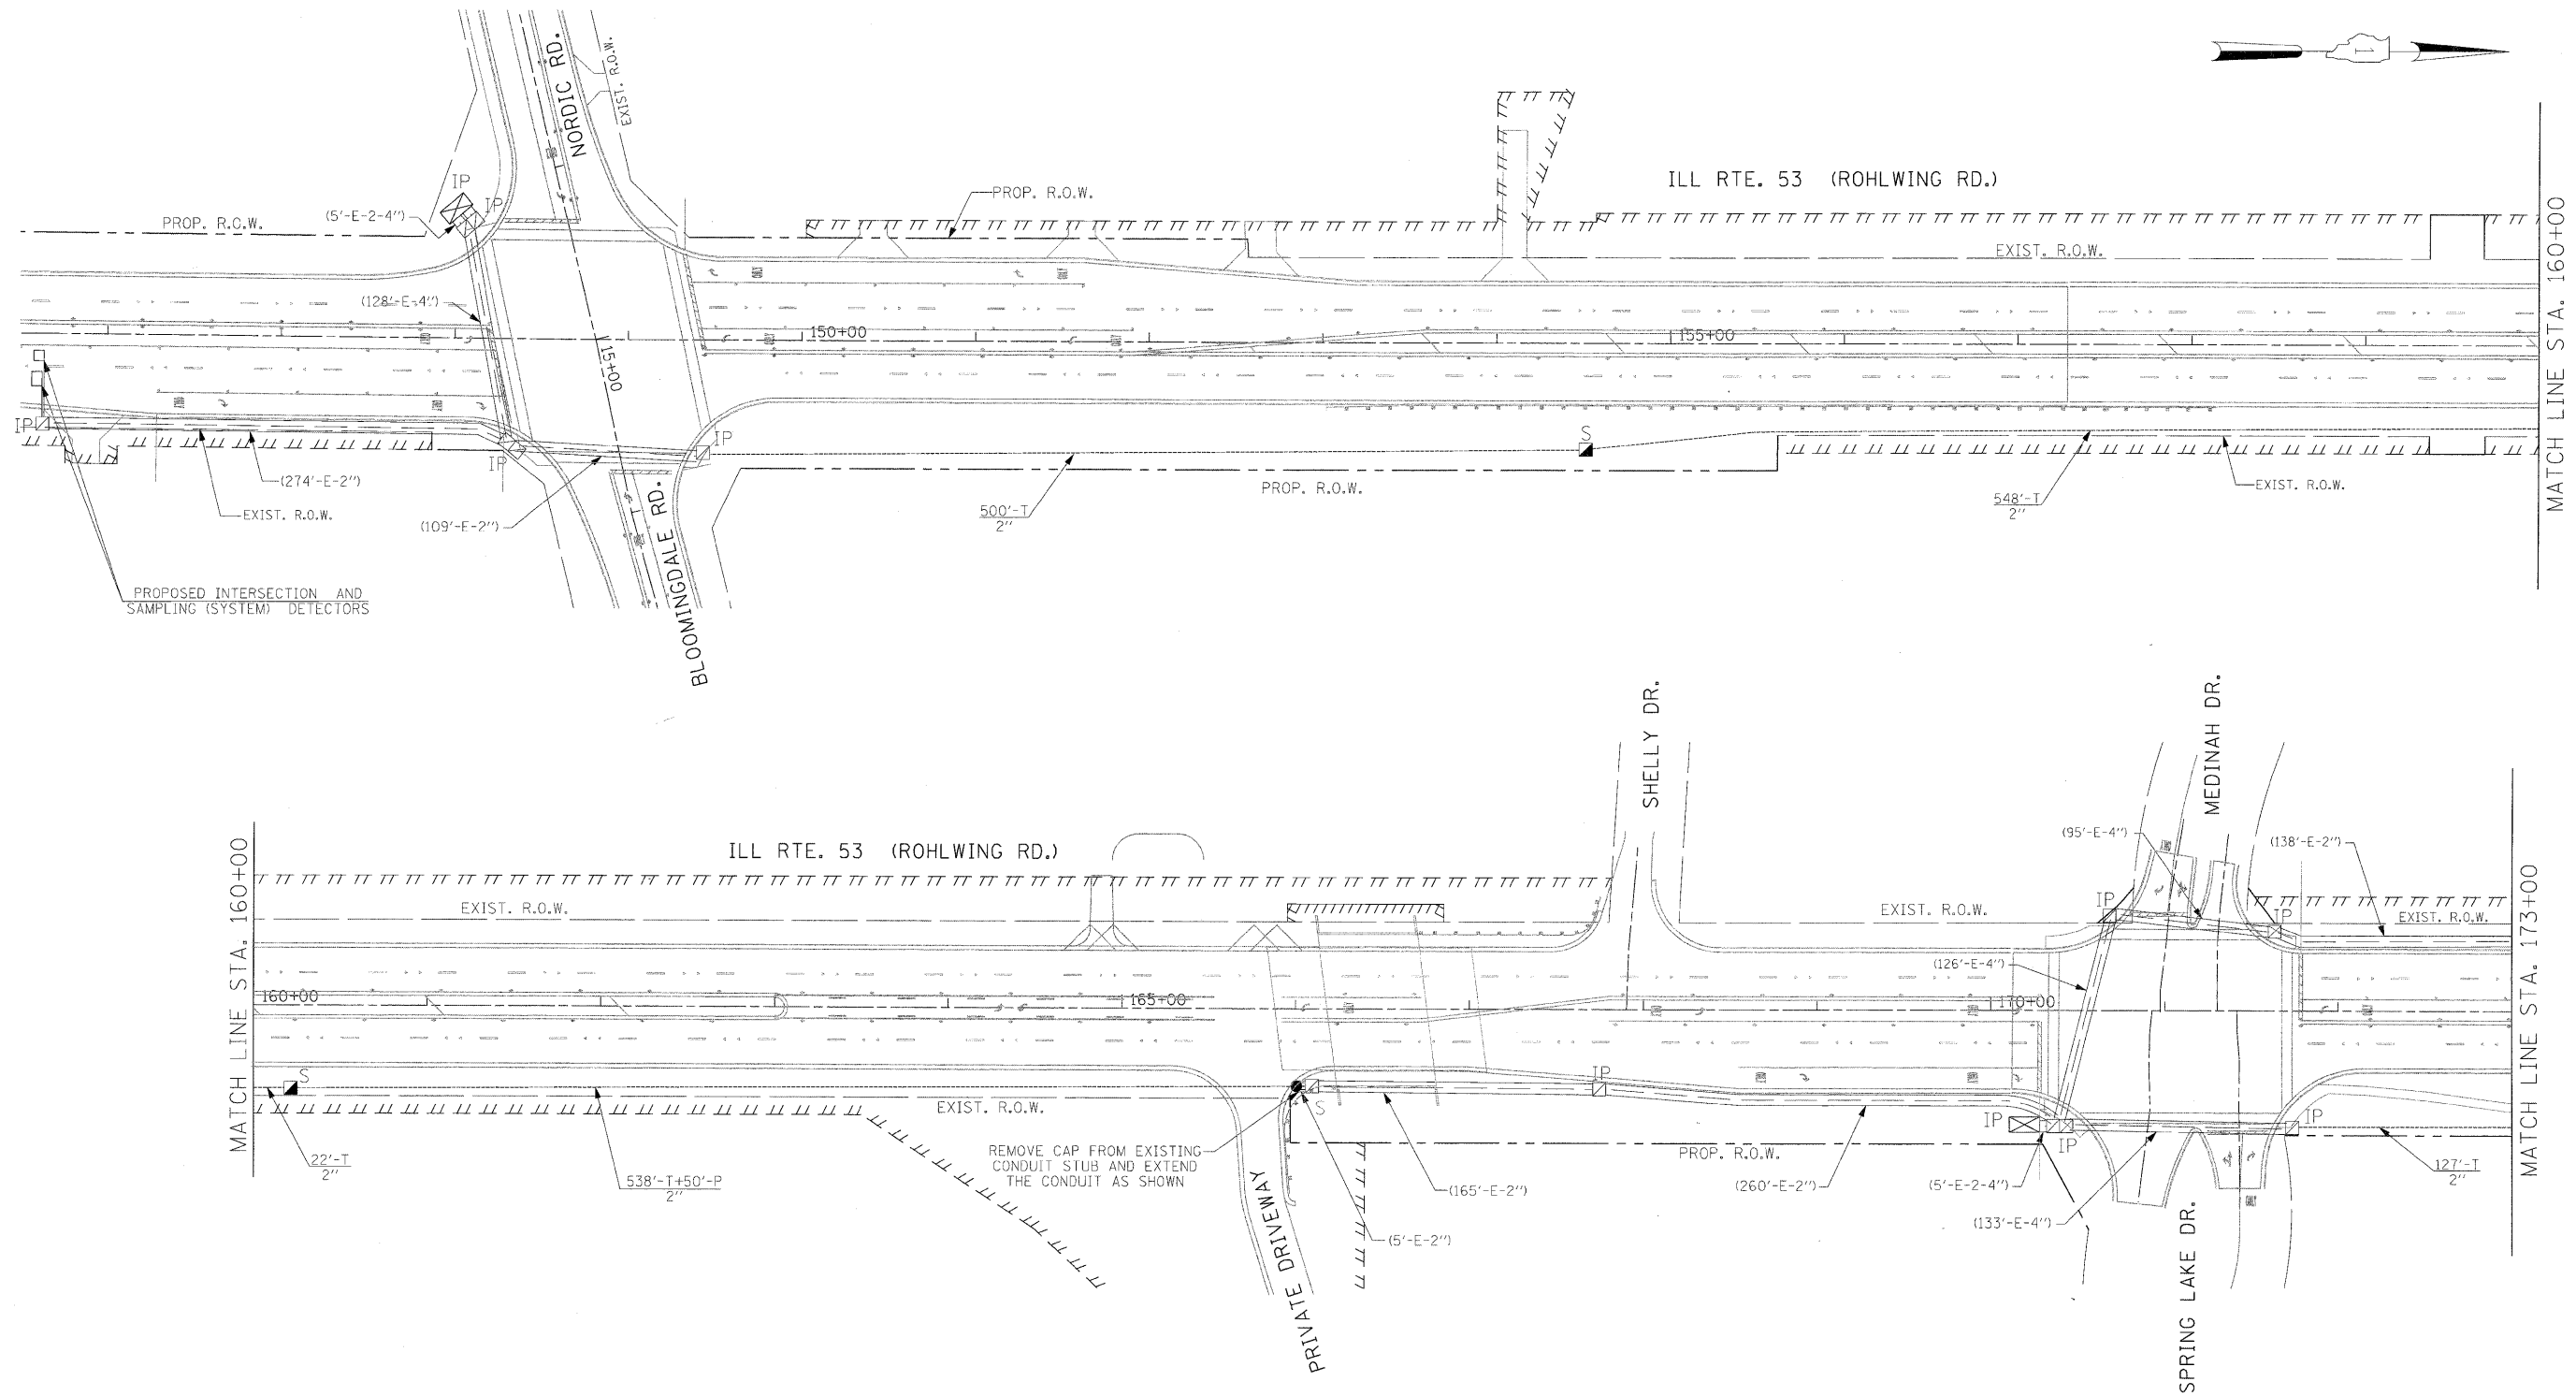 NORDIC RD.
EXIST. R.O.W.
IP
IP
(5'-E-2-4")
PROP. R.O.W.
PROP. R.O.W.
ILL RTE. 53 (ROHLWING RD.)
EXIST. R.O.W.
MATCH LINE STA. 160+00
(128'-E-4")
150+00
155+00
15+00
IP
IP
IP
S
(274'-E-2")
EXIST. R.O.W.
(109'-E-2")
500'-T
2"
PROP. R.O.W.
548'-T
2"
EXIST. R.O.W.
PROPOSED INTERSECTION AND
SAMPLING (SYSTEM) DETECTORS
BLOOMINGDALE RD.
SHELLY DR.
MEDINAH DR.
MATCH LINE STA. 160+00
ILL RTE. 53 (ROHLWING RD.)
(95'-E-4")
(138'-E-2")
EXIST. R.O.W.
EXIST. R.O.W.
IP
IP
EXIST. R.O.W.
MATCH LINE STA. 173+00
(126'-E-4")
160+00
165+00
170+00
S
IP
S
EXIST. R.O.W.
IP
IP
IP
REMOVE CAP FROM EXISTING
CONDUIT STUB AND EXTEND
THE CONDUIT AS SHOWN
PROP. R.O.W.
22'-T
2"
538'-T+50'-P
2"
(165'-E-2")
(260'-E-2")
(5'-E-2-4")
127'-T
2"
(133'-E-4")
(5'-E-2")
PRIVATE DRIVEWAY
SPRING LAKE DR.